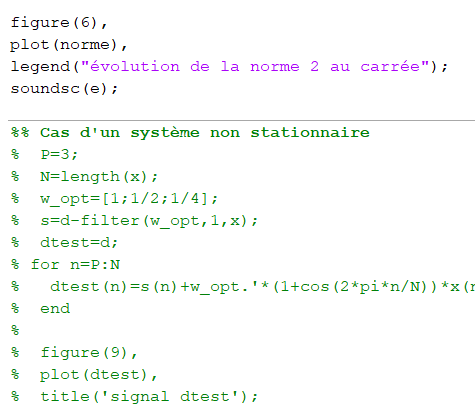 figure(6),
plot(norme),
legend("évolution de la norme 2 au carrée");
soundsc(e);
%% Cas d'un système non stationnaire
% P=3;
% N=length(x);
% w_opt=[1;1/2;1/4];
% s=d-filter(w_opt,1,x);
% dtest=d;
% for n=P:N
% dtest(n)=s(n)+w_opt.'*(1+cos(2*pi*n/N))*x(n
% end
%
% figure(9),
% plot(dtest),
% title('signal dtest');